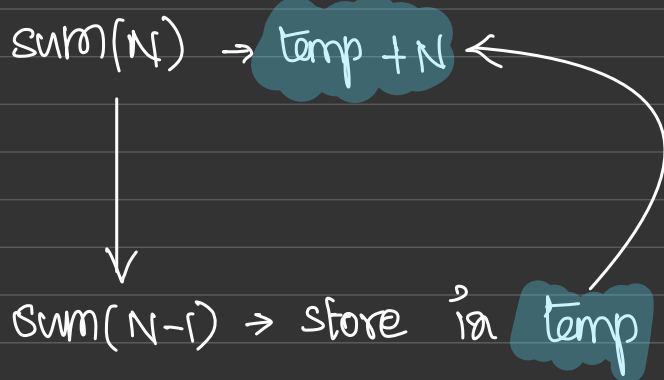 sum(N) → temp + N
sum(N-1) → store in temp